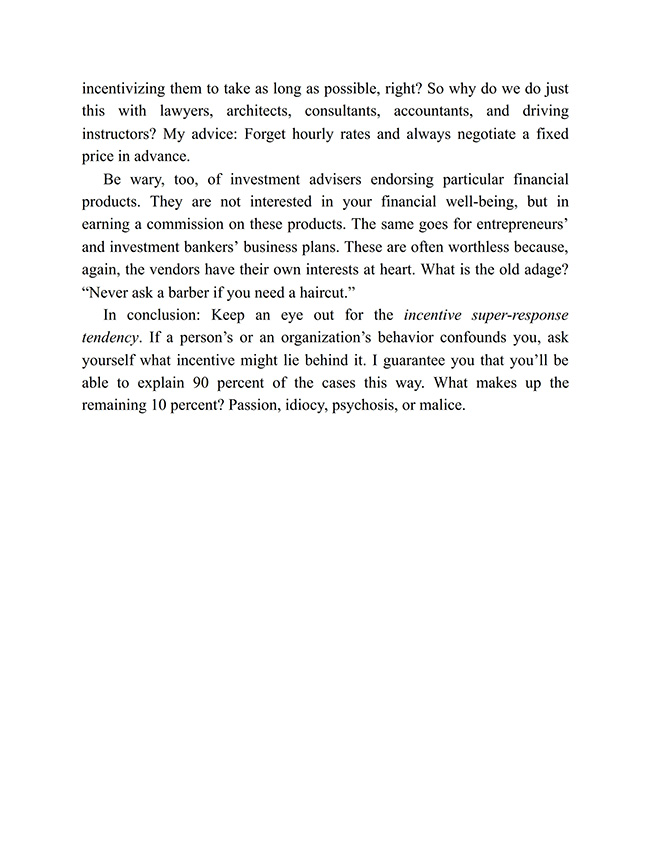 incentivizing them to take as long as possible, right? So why do we do just
this with lawyers, architects, consultants, accountants, and driving
instructors? My advice: Forget hourly rates and always negotiate a fixed
price in advance.
Be wary, too, of investment advisers endorsing particular financial
products. They are not interested in your financial well-being, but in
earning a commission on these products. The same goes for entrepreneurs’
and investment bankers’ business plans. These are often worthless because,
again, the vendors have their own interests at heart. What is the old adage?
“Never ask a barber if you need a haircut.”
In conclusion: Keep an eye out for the incentive super-response
tendency. If a person’s or an organization’s behavior confounds you, ask
yourself what incentive might lie behind it. I guarantee you that you’ll be
able to explain 90 percent of the cases this way. What makes up the
remaining 10 percent? Passion, idiocy, psychosis, or malice.